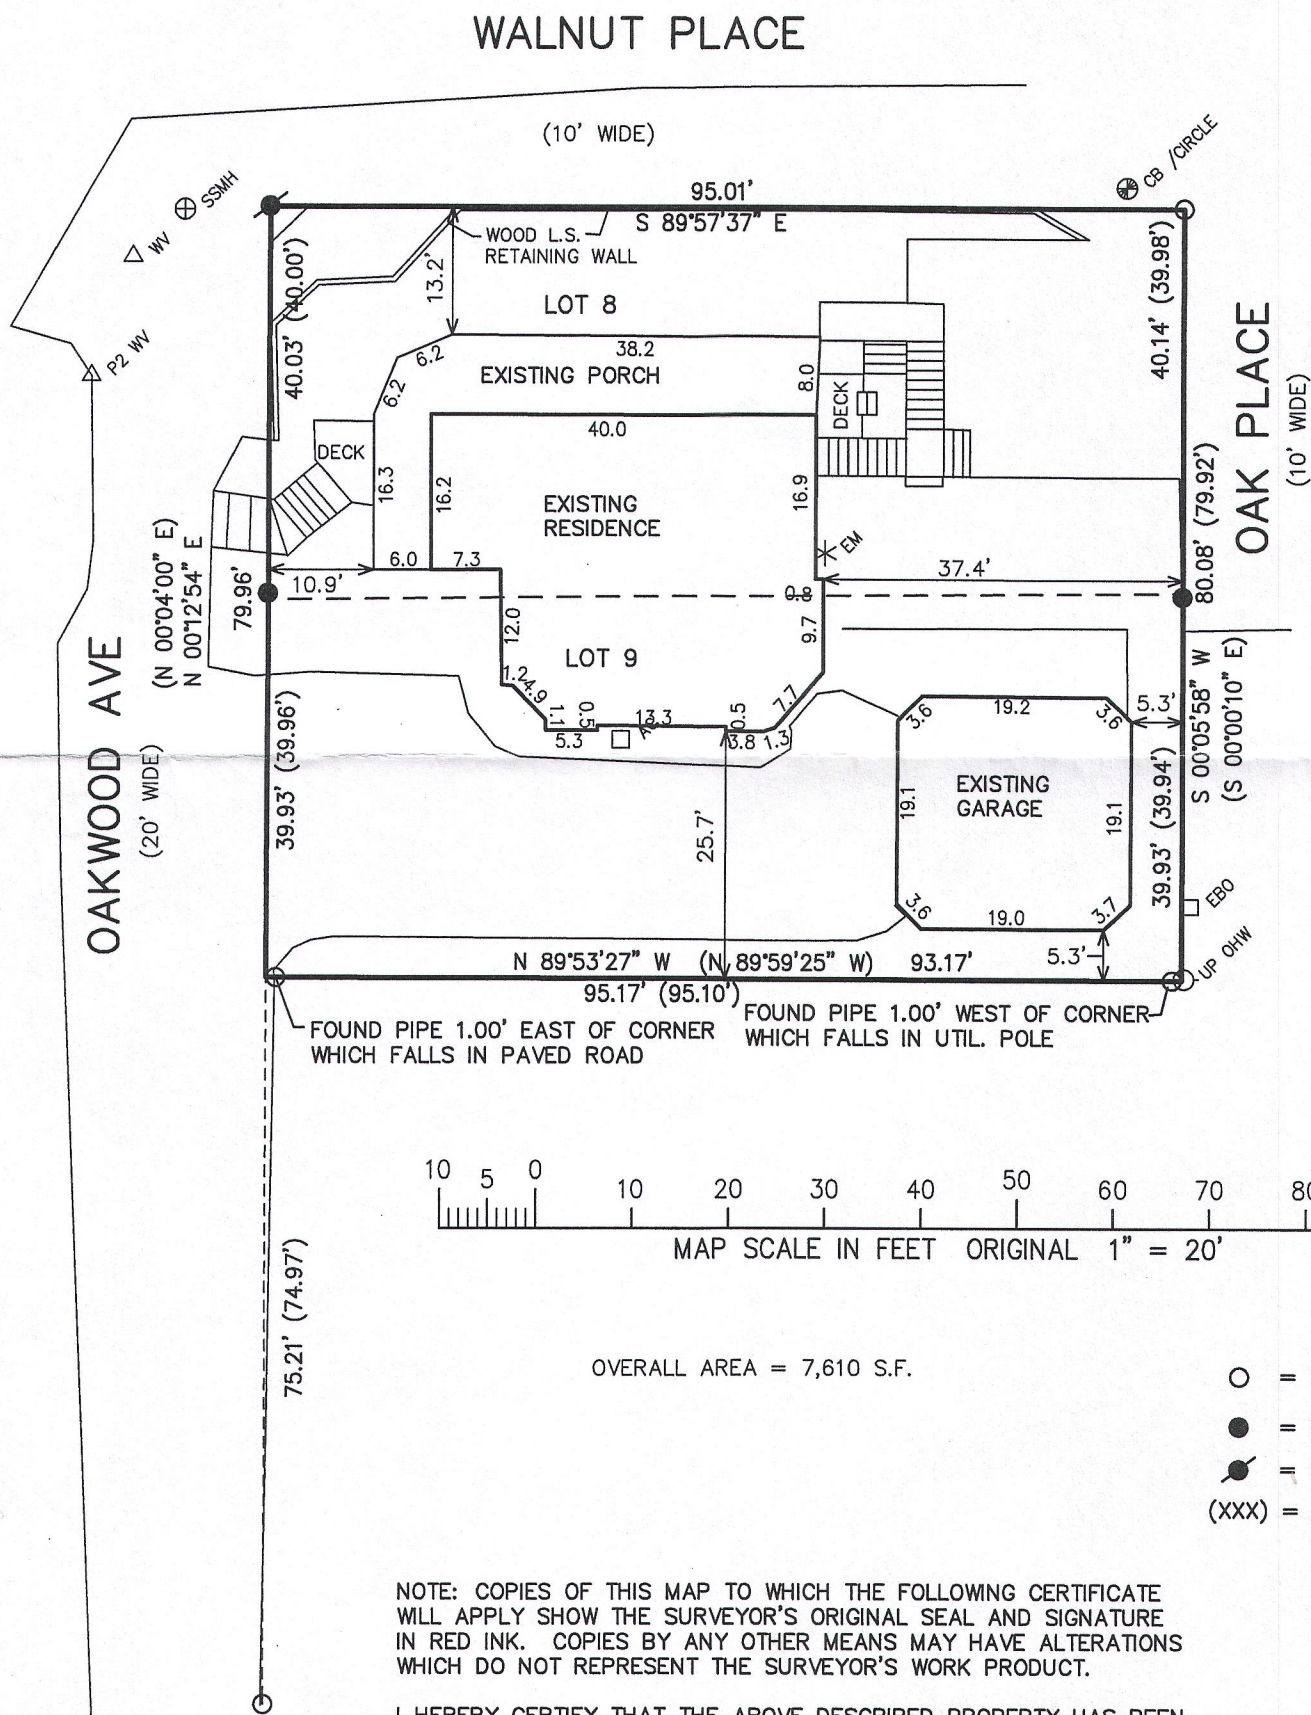 WALNUT PLACE
(10' WIDE)
CB /CIRCLE
SSMH
WV
P2 WV
95.01'
S 89°57'37" E
WOOD L.S.
RETAINING WALL
13.2'
LOT 8
40.03' (40.00')
40.14' (39.98')
OAK PLACE
(10' WIDE)
6.2
6.2
38.2
EXISTING PORCH
8.0
DECK
40.0
DECK
16.3
16.2
EXISTING
RESIDENCE
16.9
EM
80.08' (79.92')
(N 00°04'00" E)
N 00°12'54" E
79.96'
10.9'
6.0
7.3
37.4'
0.8
12.0
9.7
LOT 9
1.2
4.9
1.1
0.5
5.3
13.3
0.5
3.8
1.3
7.7
OAKWOOD AVE
(20' WIDE)
39.93' (39.96')
25.7'
3.6
19.2
3.6
5.3'
EXISTING
GARAGE
19.1
19.1
3.6
19.0
3.7
5.3'
39.93' (39.94')
S 00°05'58" W
(S 00°00'10" E)
EBO
UP OHW
N 89°53'27" W (N 89°59'25" W) 93.17'
95.17' (95.10')
FOUND PIPE 1.00' EAST OF CORNER
WHICH FALLS IN PAVED ROAD
FOUND PIPE 1.00' WEST OF CORNER
WHICH FALLS IN UTIL. POLE
10 5 0 10 20 30 40 50 60 70 80
MAP SCALE IN FEET ORIGINAL 1" = 20'
75.21' (74.97')
OVERALL AREA = 7,610 S.F.
=
=
=
(XXX) =
NOTE: COPIES OF THIS MAP TO WHICH THE FOLLOWING CERTIFICATE
WILL APPLY SHOW THE SURVEYOR'S ORIGINAL SEAL AND SIGNATURE
IN RED INK. COPIES BY ANY OTHER MEANS MAY HAVE ALTERATIONS
WHICH DO NOT REPRESENT THE SURVEYOR'S WORK PRODUCT.
I HEREBY CERTIFY THAT THE ABOVE DESCRIBED PROPERTY HAS BEEN